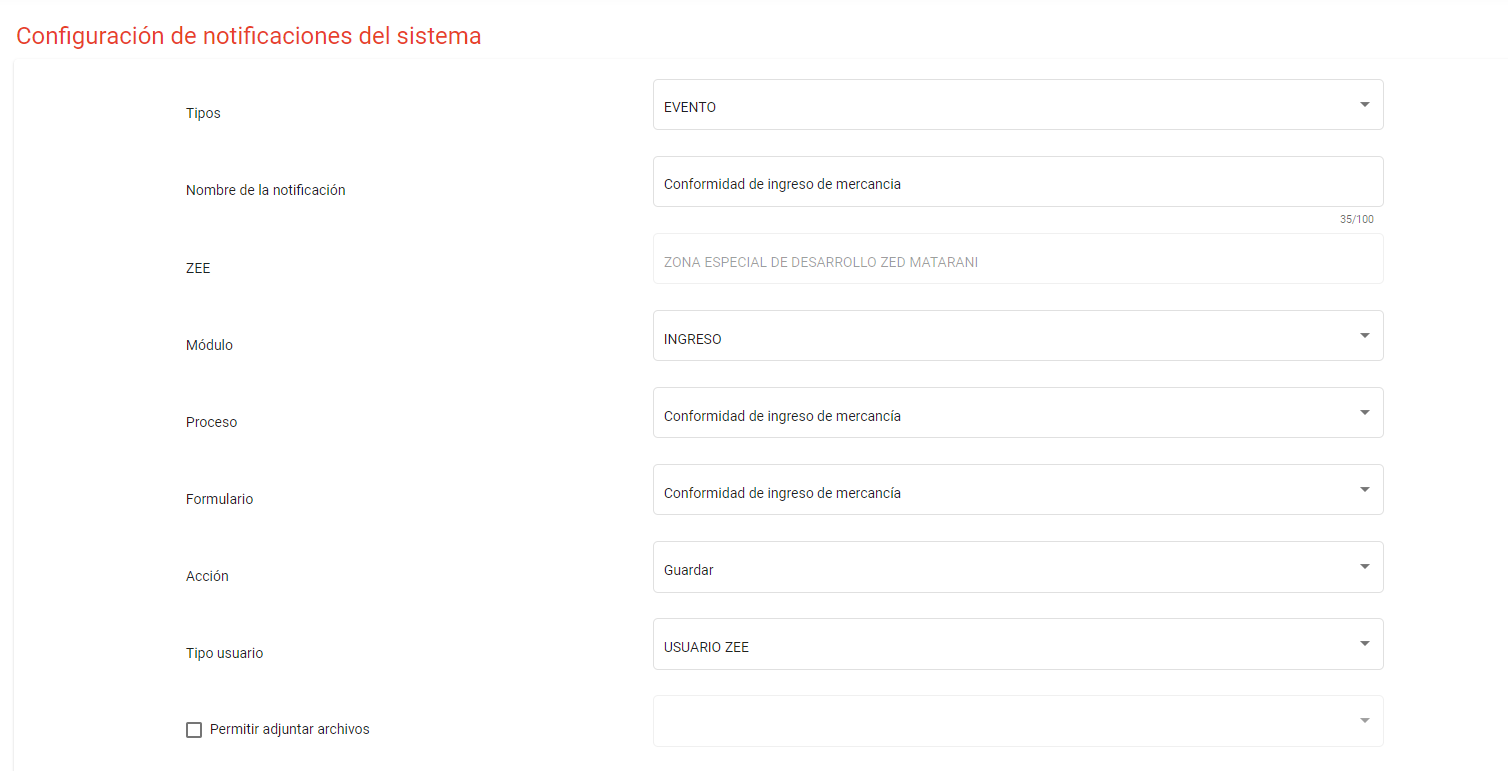 Configuración de notificaciones del sistema
Tipos
EVENTO
Nombre de la notificación
Conformidad de ingreso de mercancia
35/100
ZEE
ZONA ESPECIAL DE DESARROLLO ZED MATARANI
Módulo
INGRESO
Proceso
Conformidad de ingreso de mercancía
Formulario
Conformidad de ingreso de mercancía
Acción
Guardar
Tipo usuario
USUARIO ZEE
Permitir adjuntar archivos